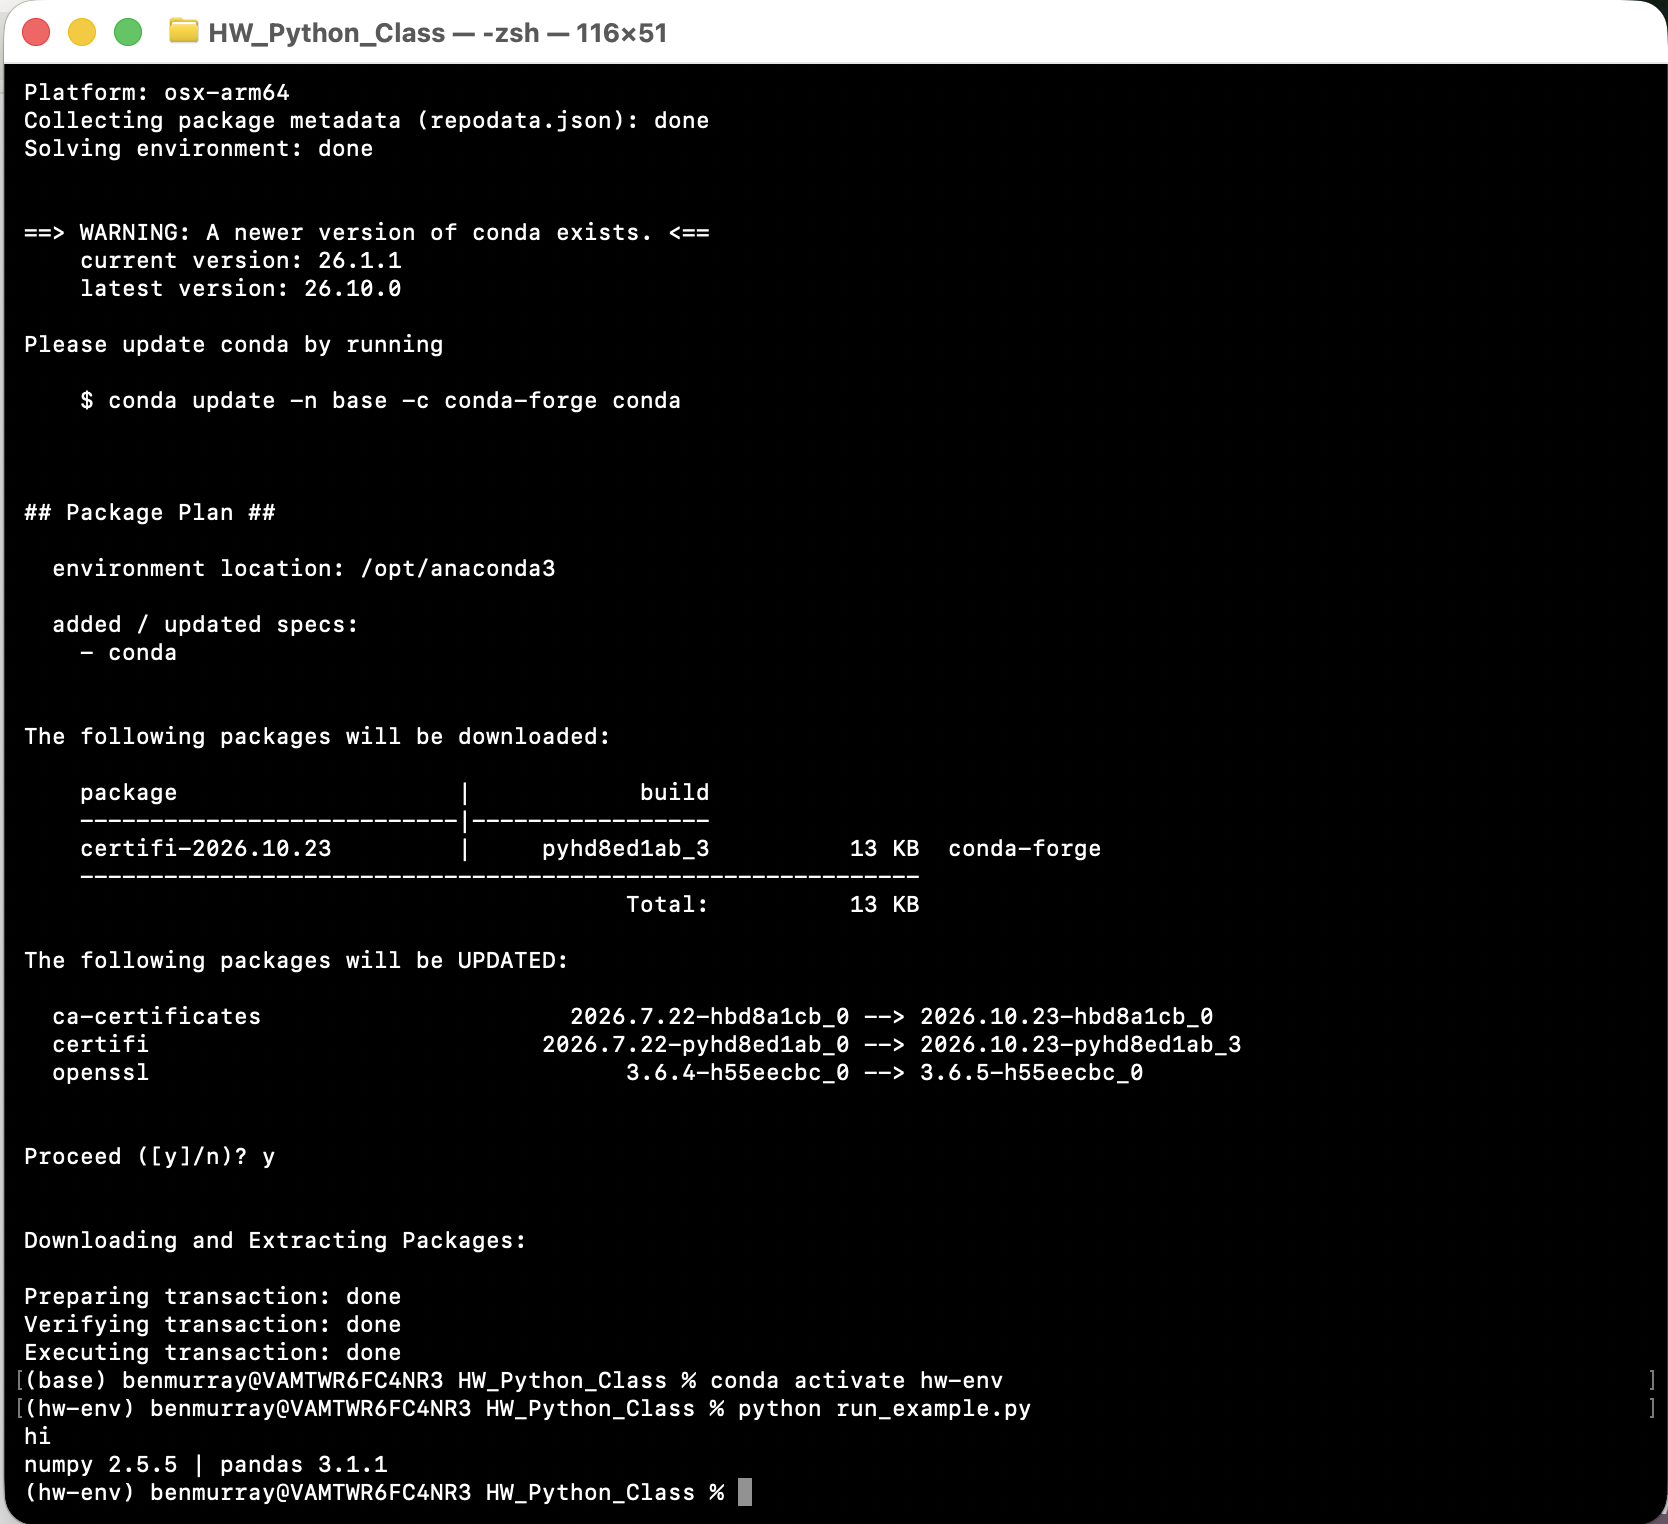 HW_Python_Class — -zsh — 116×51
Platform: osx-arm64
Collecting package metadata (repodata.json): done
Solving environment: done
==> WARNING: A newer version of conda exists. <==
    current version: 26.1.1
    latest version: 26.10.0
Please update conda by running
    $ conda update -n base -c conda-forge conda
## Package Plan ##
  environment location: /opt/anaconda3
  added / updated specs:
    - conda
The following packages will be downloaded:
    package                    |            build
    ---------------------------|-----------------
    certifi-2026.10.23         |     pyhd8ed1ab_3          13 KB  conda-forge
    ------------------------------------------------------------
                                           Total:          13 KB
The following packages will be UPDATED:
  ca-certificates                      2026.7.22-hbd8a1cb_0 --> 2026.10.23-hbd8a1cb_0
  certifi                            2026.7.22-pyhd8ed1ab_0 --> 2026.10.23-pyhd8ed1ab_3
  openssl                                  3.6.4-h55eecbc_0 --> 3.6.5-h55eecbc_0
Proceed ([y]/n)? y
Downloading and Extracting Packages:
Preparing transaction: done
Verifying transaction: done
Executing transaction: done
[(base) benmurray@VAMTWR6FC4NR3 HW_Python_Class % conda activate hw-env ]
[(hw-env) benmurray@VAMTWR6FC4NR3 HW_Python_Class % python run_example.py ]
hi
numpy 2.5.5 | pandas 3.1.1
(hw-env) benmurray@VAMTWR6FC4NR3 HW_Python_Class %